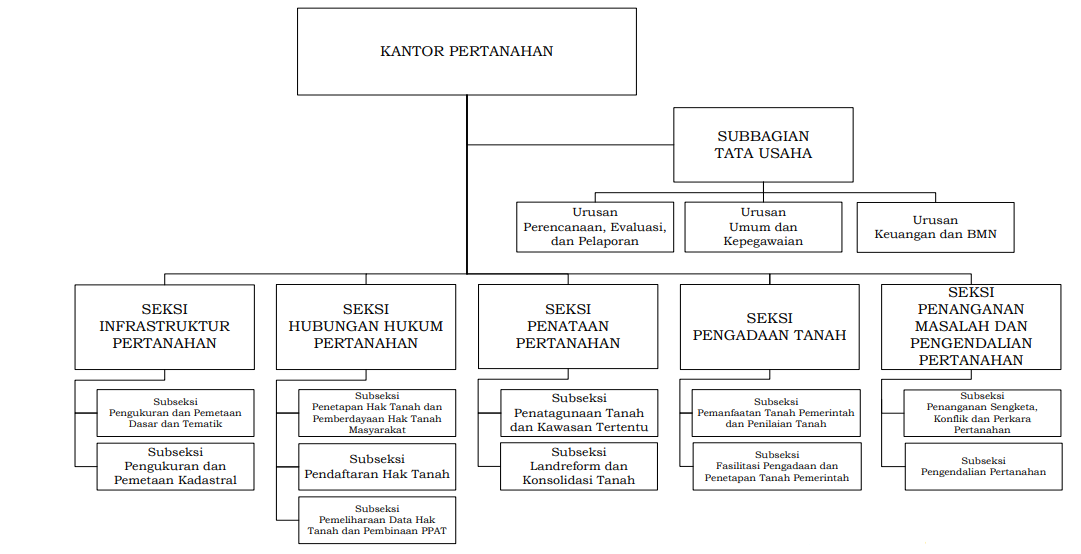 KANTOR PERTANAHAN
SUBBAGIAN
TATA USAHA
Urusan
Perencanaan, Evaluasi,
dan Pelaporan
Urusan
Umum dan
Kepegawaian
Urusan
Keuangan dan BMN
SEKSI
INFRASTRUKTUR
PERTANAHAN
SEKSI
HUBUNGAN HUKUM
PERTANAHAN
SEKSI
PENATAAN
PERTANAHAN
SEKSI
PENGADAAN TANAH
SEKSI
PENANGANAN
MASALAH DAN
PENGENDALIAN
PERTANAHAN
Subseksi
Pengukuran dan Pemetaan
Dasar dan Tematik
Subseksi
Pengukuran dan
Pemetaan Kadastral
Subseksi
Penetapan Hak Tanah dan
Pemberdayaan Hak Tanah
Masyarakat
Subseksi
Pendaftaran Hak Tanah
Subseksi
Pemeliharaan Data Hak
Tanah dan Pembinaan PPAT
Subseksi
Penatagunaan Tanah
dan Kawasan Tertentu
Subseksi
Landreform dan
Konsolidasi Tanah
Subseksi
Pemanfaatan Tanah Pemerintah
dan Penilaian Tanah
Subseksi
Fasilitasi Pengadaan dan
Penetapan Tanah Pemerintah
Subseksi
Penanganan Sengketa,
Konflik dan Perkara
Pertanahan
Subseksi
Pengendalian Pertanahan